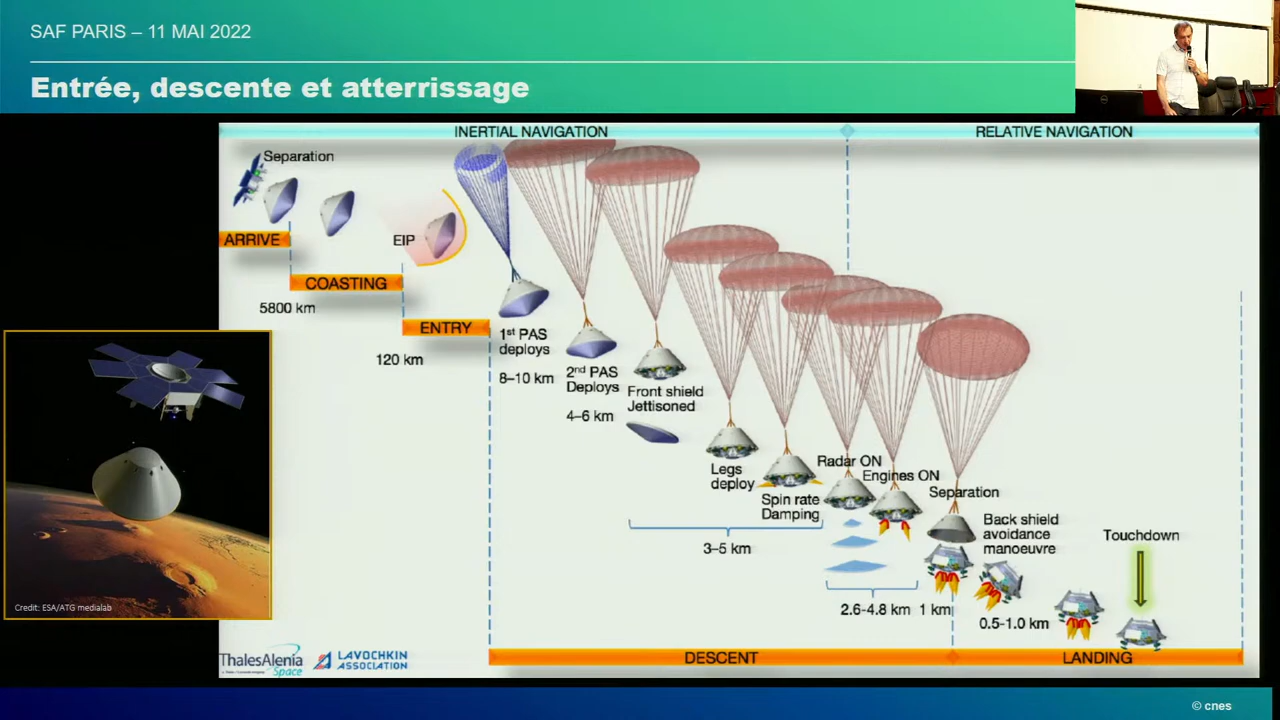 SAF PARIS – 11 MAI 2022
Entrée, descente et atterrissage
INERTIAL NAVIGATION
RELATIVE NAVIGATION
Separation
ARRIVE
EIP
COASTING
5800 km
ENTRY
120 km
1st PAS
deploys
8–10 km
2nd PAS
Deploys
4–6 km
Front shield
Jettisoned
Legs
deploy
Spin rate
Damping
3–5 km
Radar ON
Engines ON
2.6-4.8 km
Separation
1 km
Back shield
avoidance
manoeuvre
0.5-1.0 km
Touchdown
Credit: ESA/ATG medialab
ThalesAlenia
Space
LAVOCHKIN
ASSOCIATION
DESCENT
LANDING
© cnes